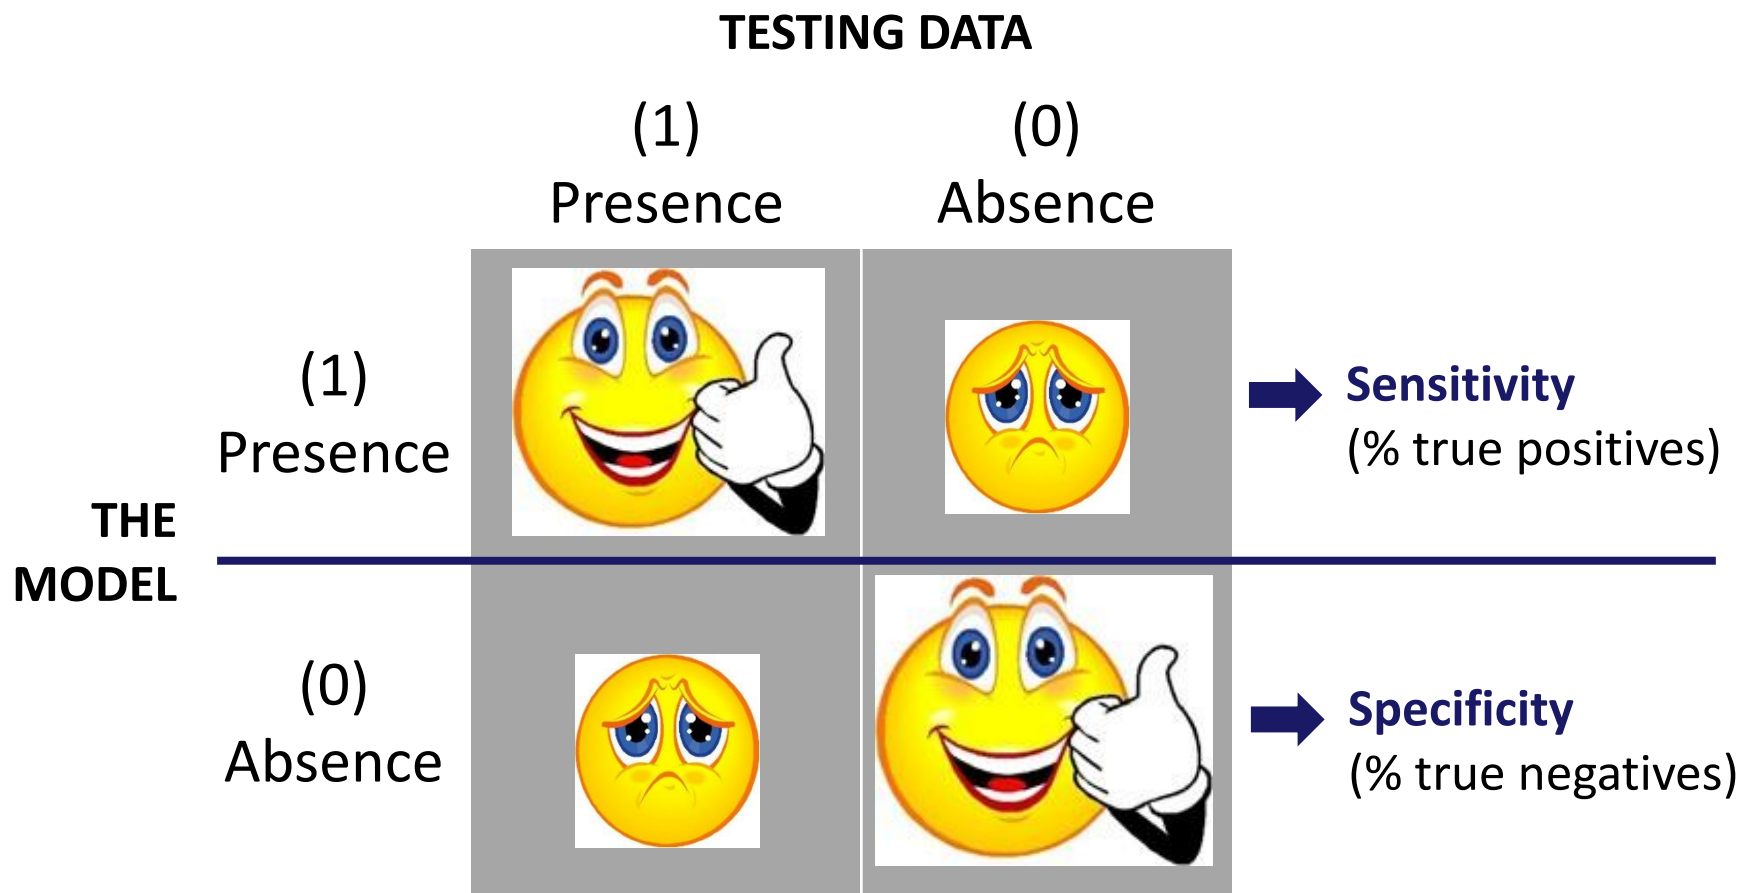 TESTING DATA
(1)
Presence
(0)
Absence
(1)
Presence
Sensitivity
(% true positives)
THE
MODEL
(0)
Absence
Specificity
(% true negatives)